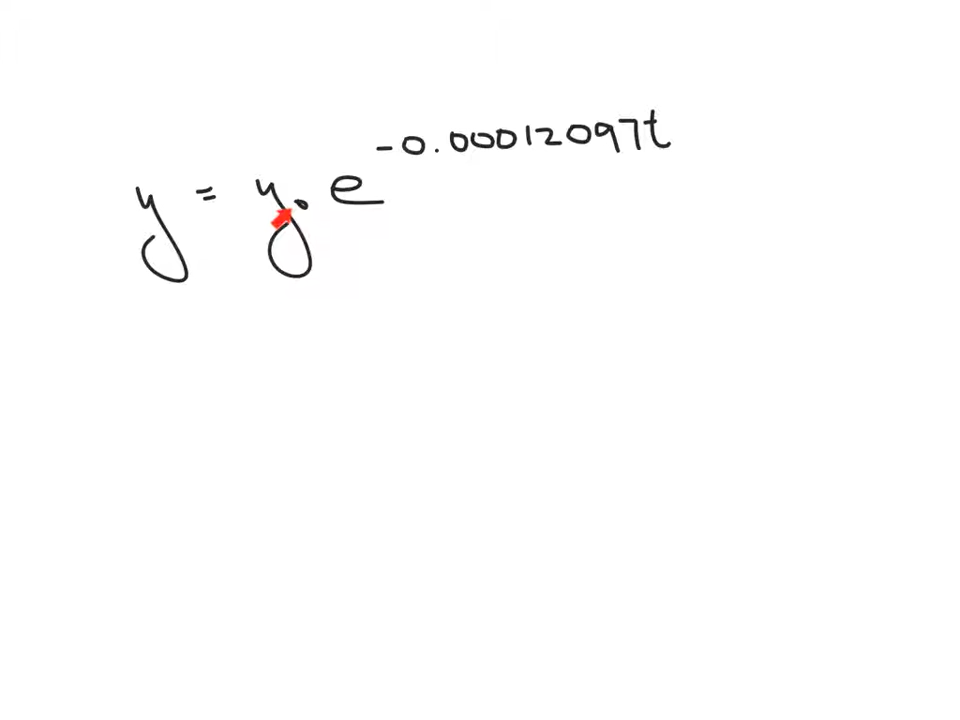 y = y₀ e^{-0.00012097t}